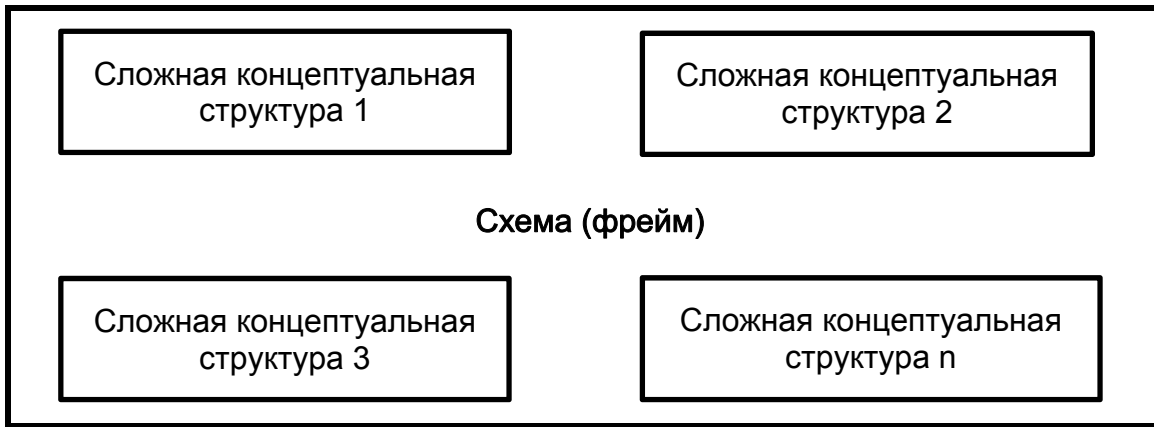 Сложная концептуальная
структура 1
Сложная концептуальная
структура 2
Схема (фрейм)
Сложная концептуальная
структура 3
Сложная концептуальная
структура n